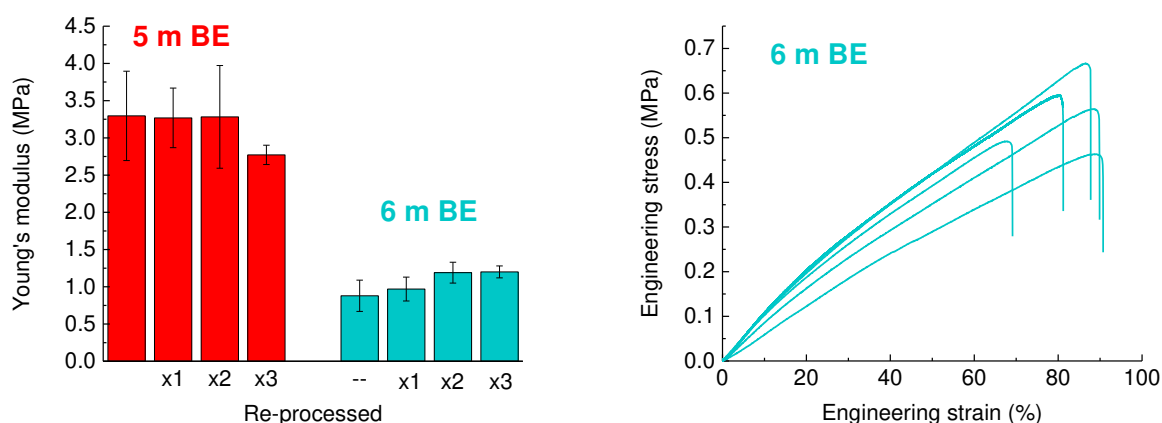 5 m BE
6 m BE
Young's modulus (MPa)
4.5
4.0
3.5
3.0
2.5
2.0
1.5
1.0
0.5
0.0
x1 x2 x3 -- x1 x2 x3
Re-processed
6 m BE
Engineering stress (MPa)
0.7
0.6
0.5
0.4
0.3
0.2
0.1
0.0
0 20 40 60 80 100
Engineering strain (%)